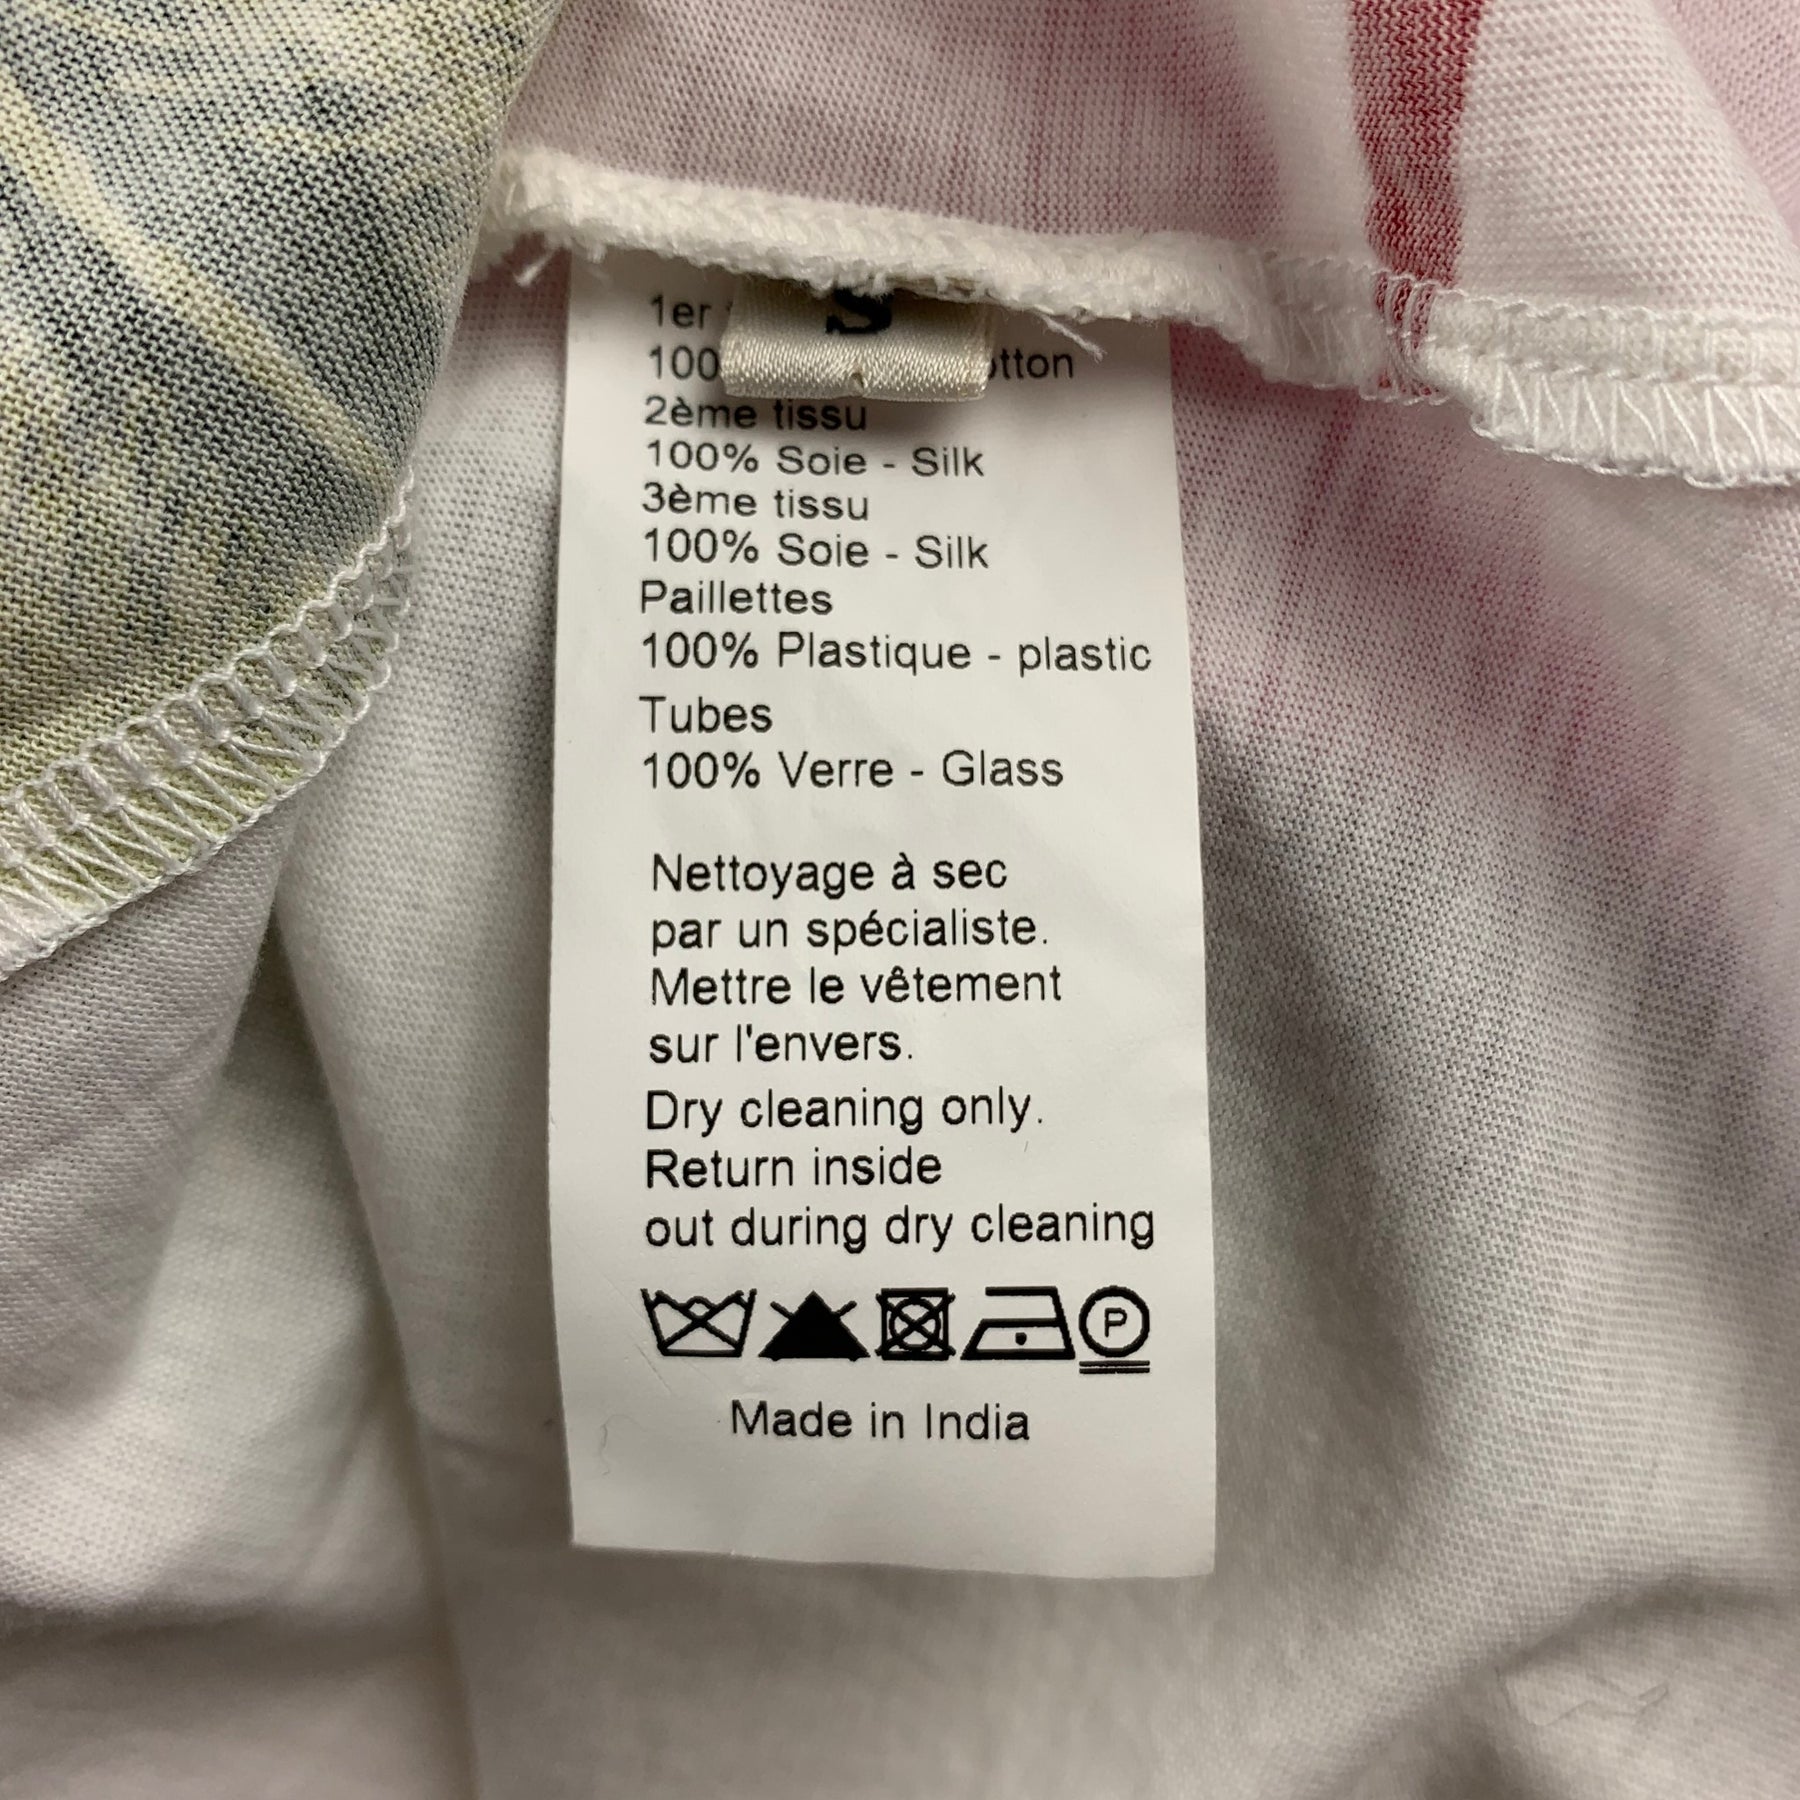 1er
S
100
2ème tissu
100% Soie - Silk
3ème tissu
100% Soie - Silk
Paillettes
100% Plastique - plastic
Tubes
100% Verre - Glass
Nettoyage à sec
par un spécialiste.
Mettre le vêtement
sur l'envers.
Dry cleaning only.
Return inside
out during dry cleaning
P
Made in India